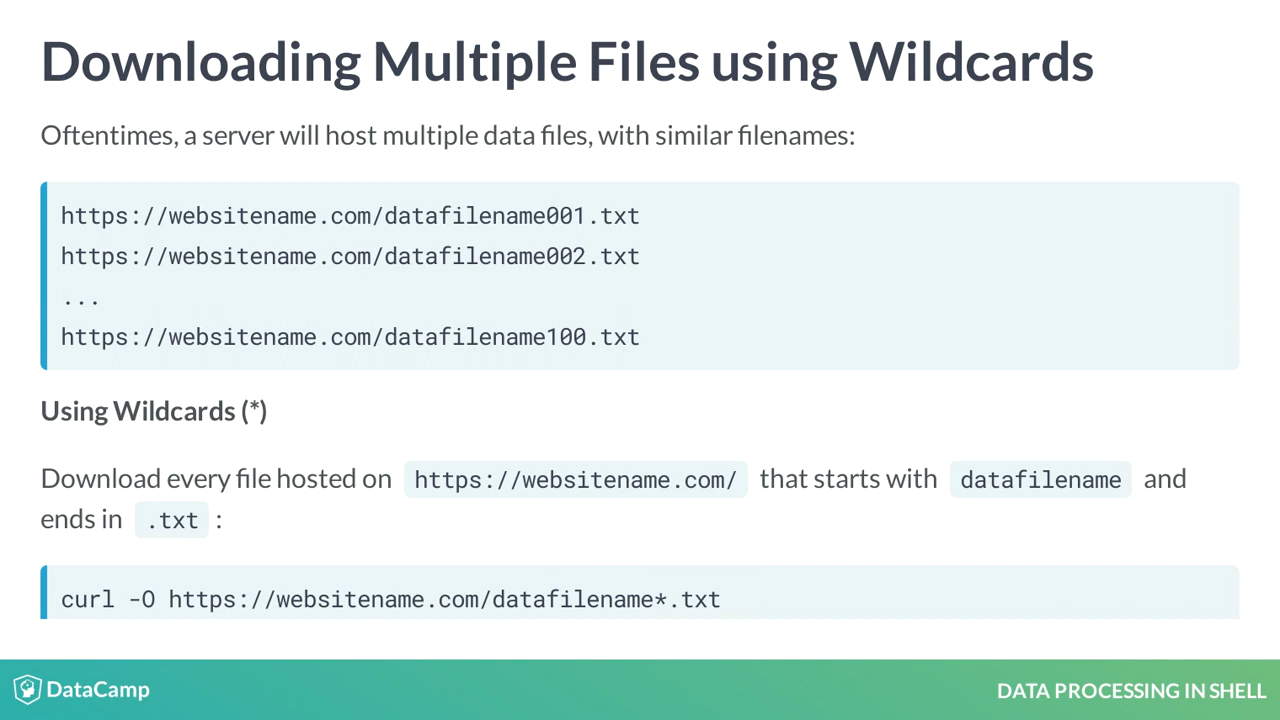 Downloading Multiple Files using Wildcards
Oftentimes, a server will host multiple data files, with similar filenames:
https://websitename.com/datafilename001.txt
https://websitename.com/datafilename002.txt
...
https://websitename.com/datafilename100.txt
Using Wildcards (*)
Download every file hosted on https://websitename.com/ that starts with datafilename and
ends in .txt :
curl -O https://websitename.com/datafilename*.txt
DataCamp
DATA PROCESSING IN SHELL